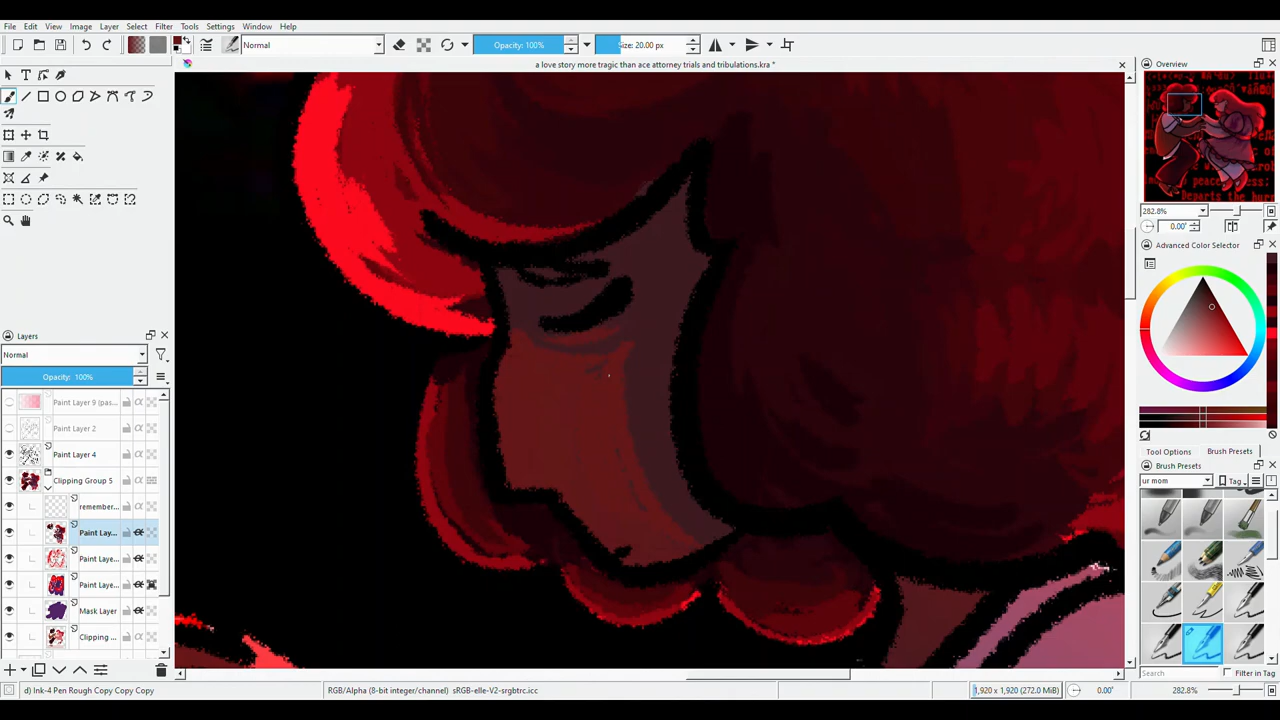 File Edit View Image Layer Select Filter Tools Settings Window Help
Normal Opacity: 100% Size: 20.00 px
a love story more tragic than ace attorney trials and tribulations.kra *
Overview
282.8%
0.00°
Advanced Color Selector
Layers
Normal
Opacity: 100%
Paint Layer 9 (pas...
Paint Layer 2
Paint Layer 4
Clipping Group 5
remember...
Paint Lay...
Paint Laye...
Paint Laye...
Mask Layer
Clipping ...
Tool Options Brush Presets
Brush Presets
ur mom Tag
Search Filter in Tag
d) Ink-4 Pen Rough Copy Copy Copy RGB/Alpha (8-bit integer/channel) sRGB-elle-V2-srgbtrc.icc 1,920 x 1,920 (272.0 MiB) 0.00° 282.8%